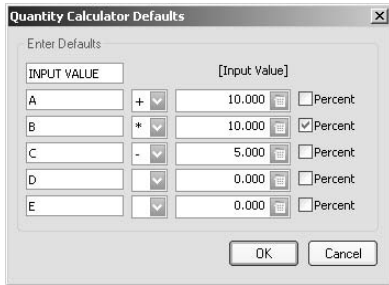 Quantity Calculator Defaults
Enter Defaults
INPUT VALUE [Input Value]
A + 10.000 Percent
B * 10.000 Percent
C - 5.000 Percent
D 0.000 Percent
E 0.000 Percent
OK Cancel